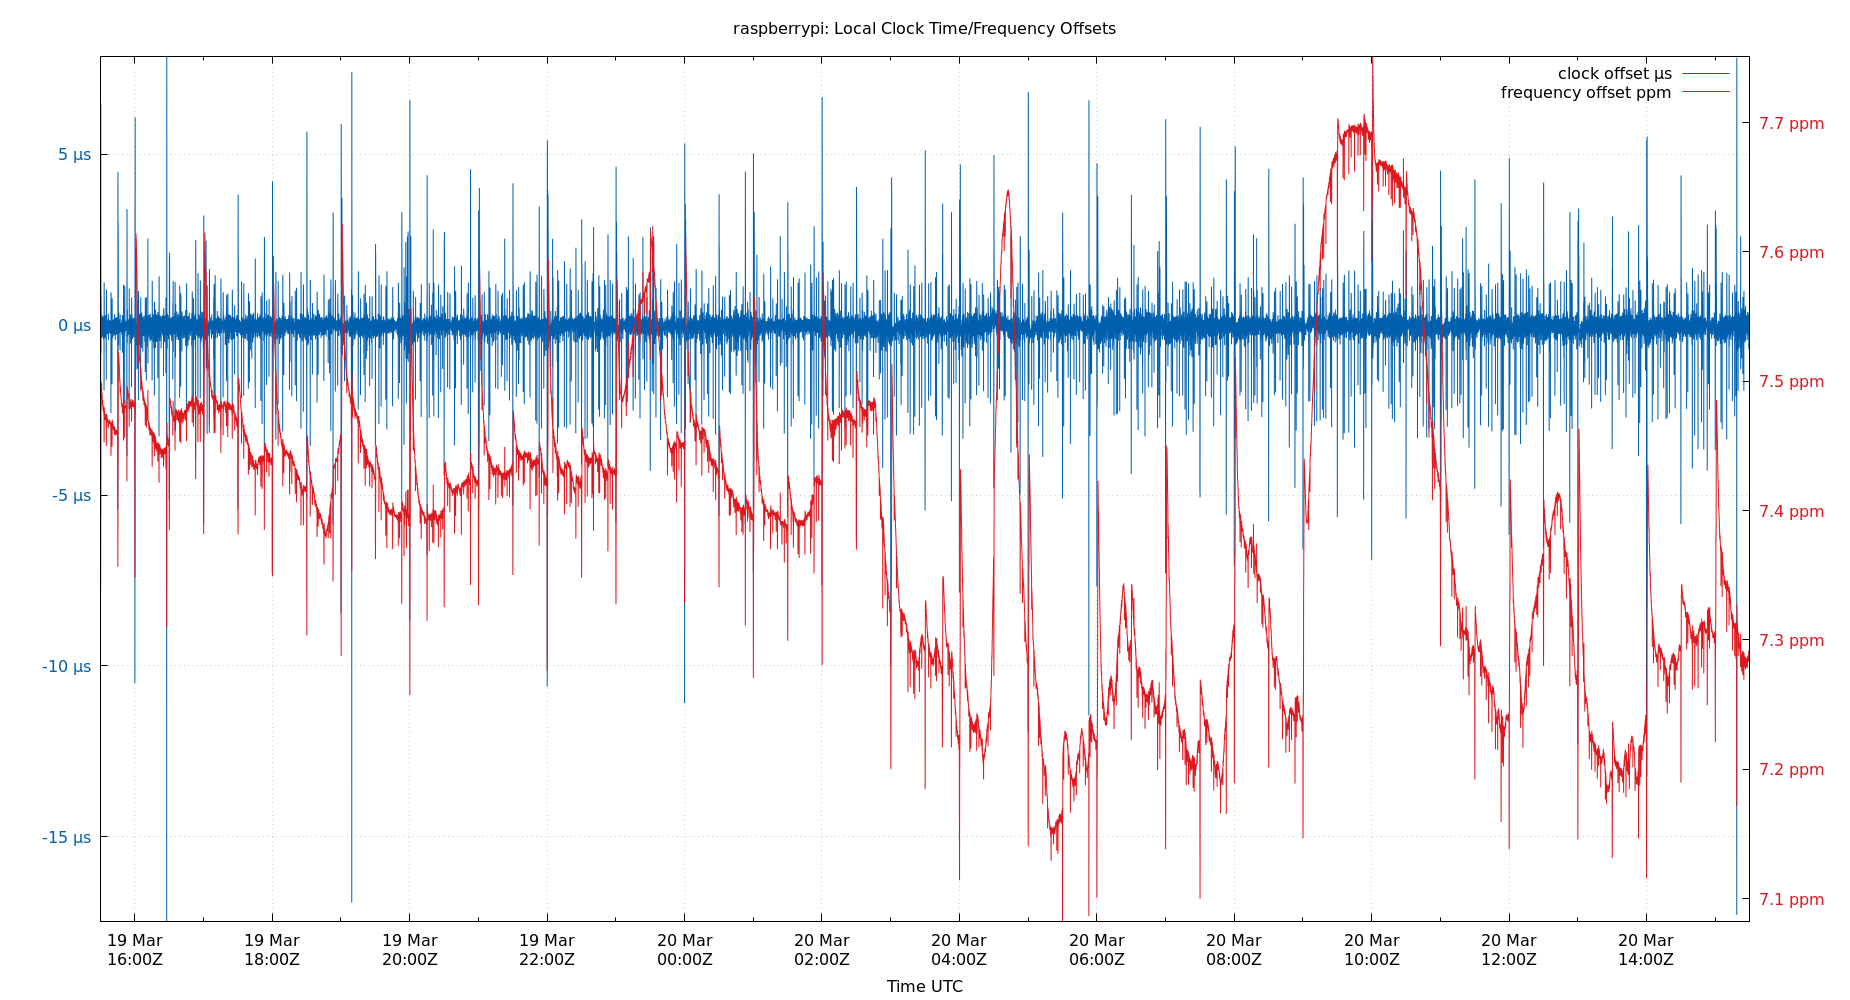 raspberrypi: Local Clock Time/Frequency Offsets
clock offset µs
frequency offset ppm
5 µs
0 µs
-5 µs
-10 µs
-15 µs
7.7 ppm
7.6 ppm
7.5 ppm
7.4 ppm
7.3 ppm
7.2 ppm
7.1 ppm
19 Mar
16:00Z
19 Mar
18:00Z
19 Mar
20:00Z
19 Mar
22:00Z
20 Mar
00:00Z
20 Mar
02:00Z
20 Mar
04:00Z
20 Mar
06:00Z
20 Mar
08:00Z
20 Mar
10:00Z
20 Mar
12:00Z
20 Mar
14:00Z
Time UTC